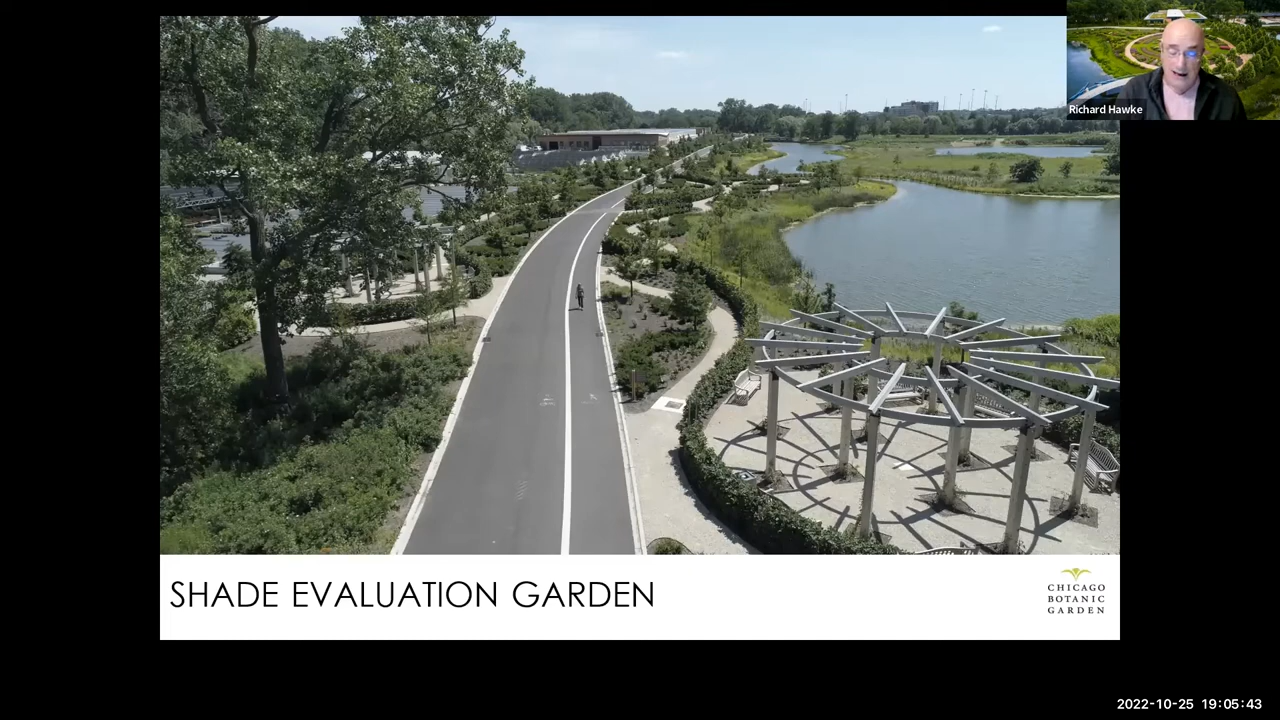 Richard Hawke
SHADE EVALUATION GARDEN
CHICAGO
BOTANIC
GARDEN
2022-10-25 19:05:43